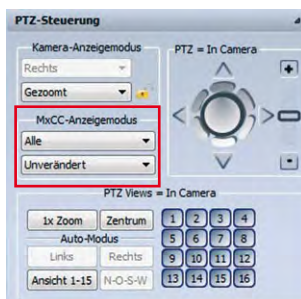 PTZ-Steuerung
Kamera-Anzeigemodus
PTZ = In Camera
Rechts
Gezoomt
MxCC-Anzeigemodus
Alle
Unverändert
PTZ Views = In Camera
1x Zoom Zentrum 1 2 3 4
Auto-Modus 5 6 7 8
Links Rechts 9 10 11 12
Ansicht 1-15 N-O-S-W 13 14 15 16